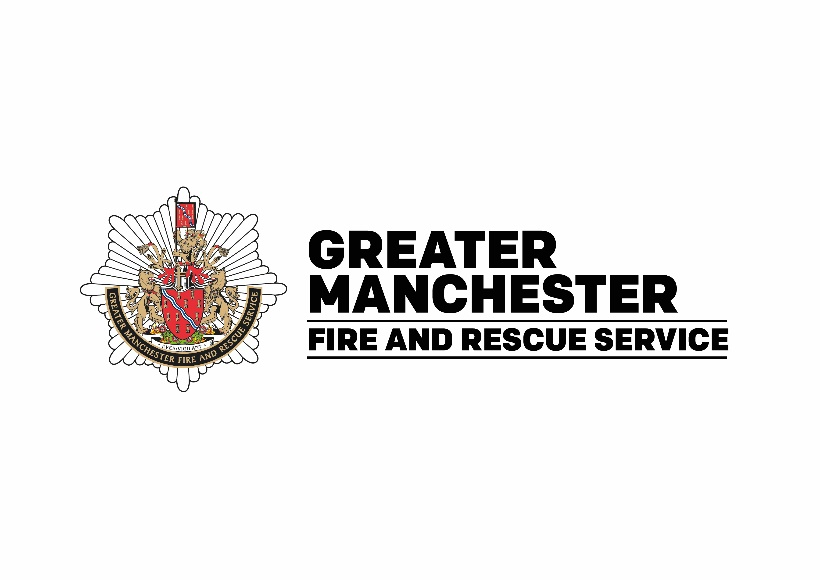 GREATER MANCHESTER FIRE AND RESCUE SERVICE
GREATER
MANCHESTER
FIRE AND RESCUE SERVICE